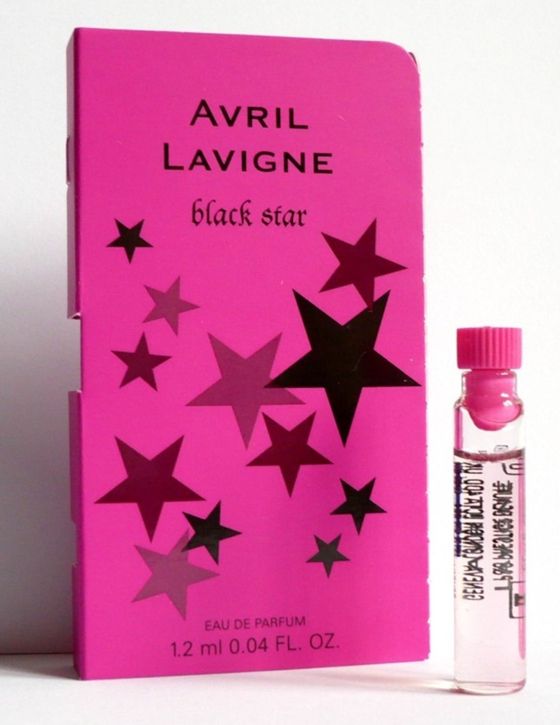 AVRIL
LAVIGNE
black star
EAU DE PARFUM
1.2 ml 0.04 FL. OZ.